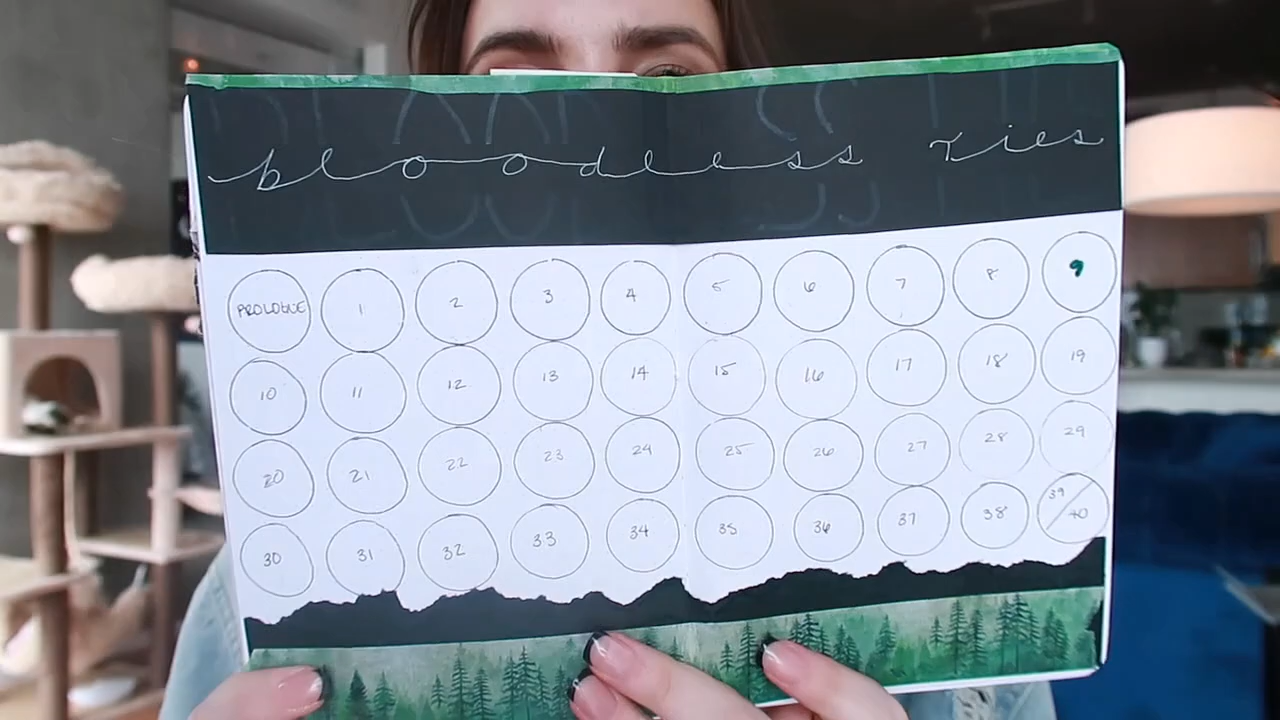 bloodless ties
PROLOGUE 1 2 3 4 5 6 7 8 9
10 11 12 13 14 15 16 17 18 19
20 21 22 23 24 25 26 27 28 29
30 31 32 33 34 35 36 37 38 39/40